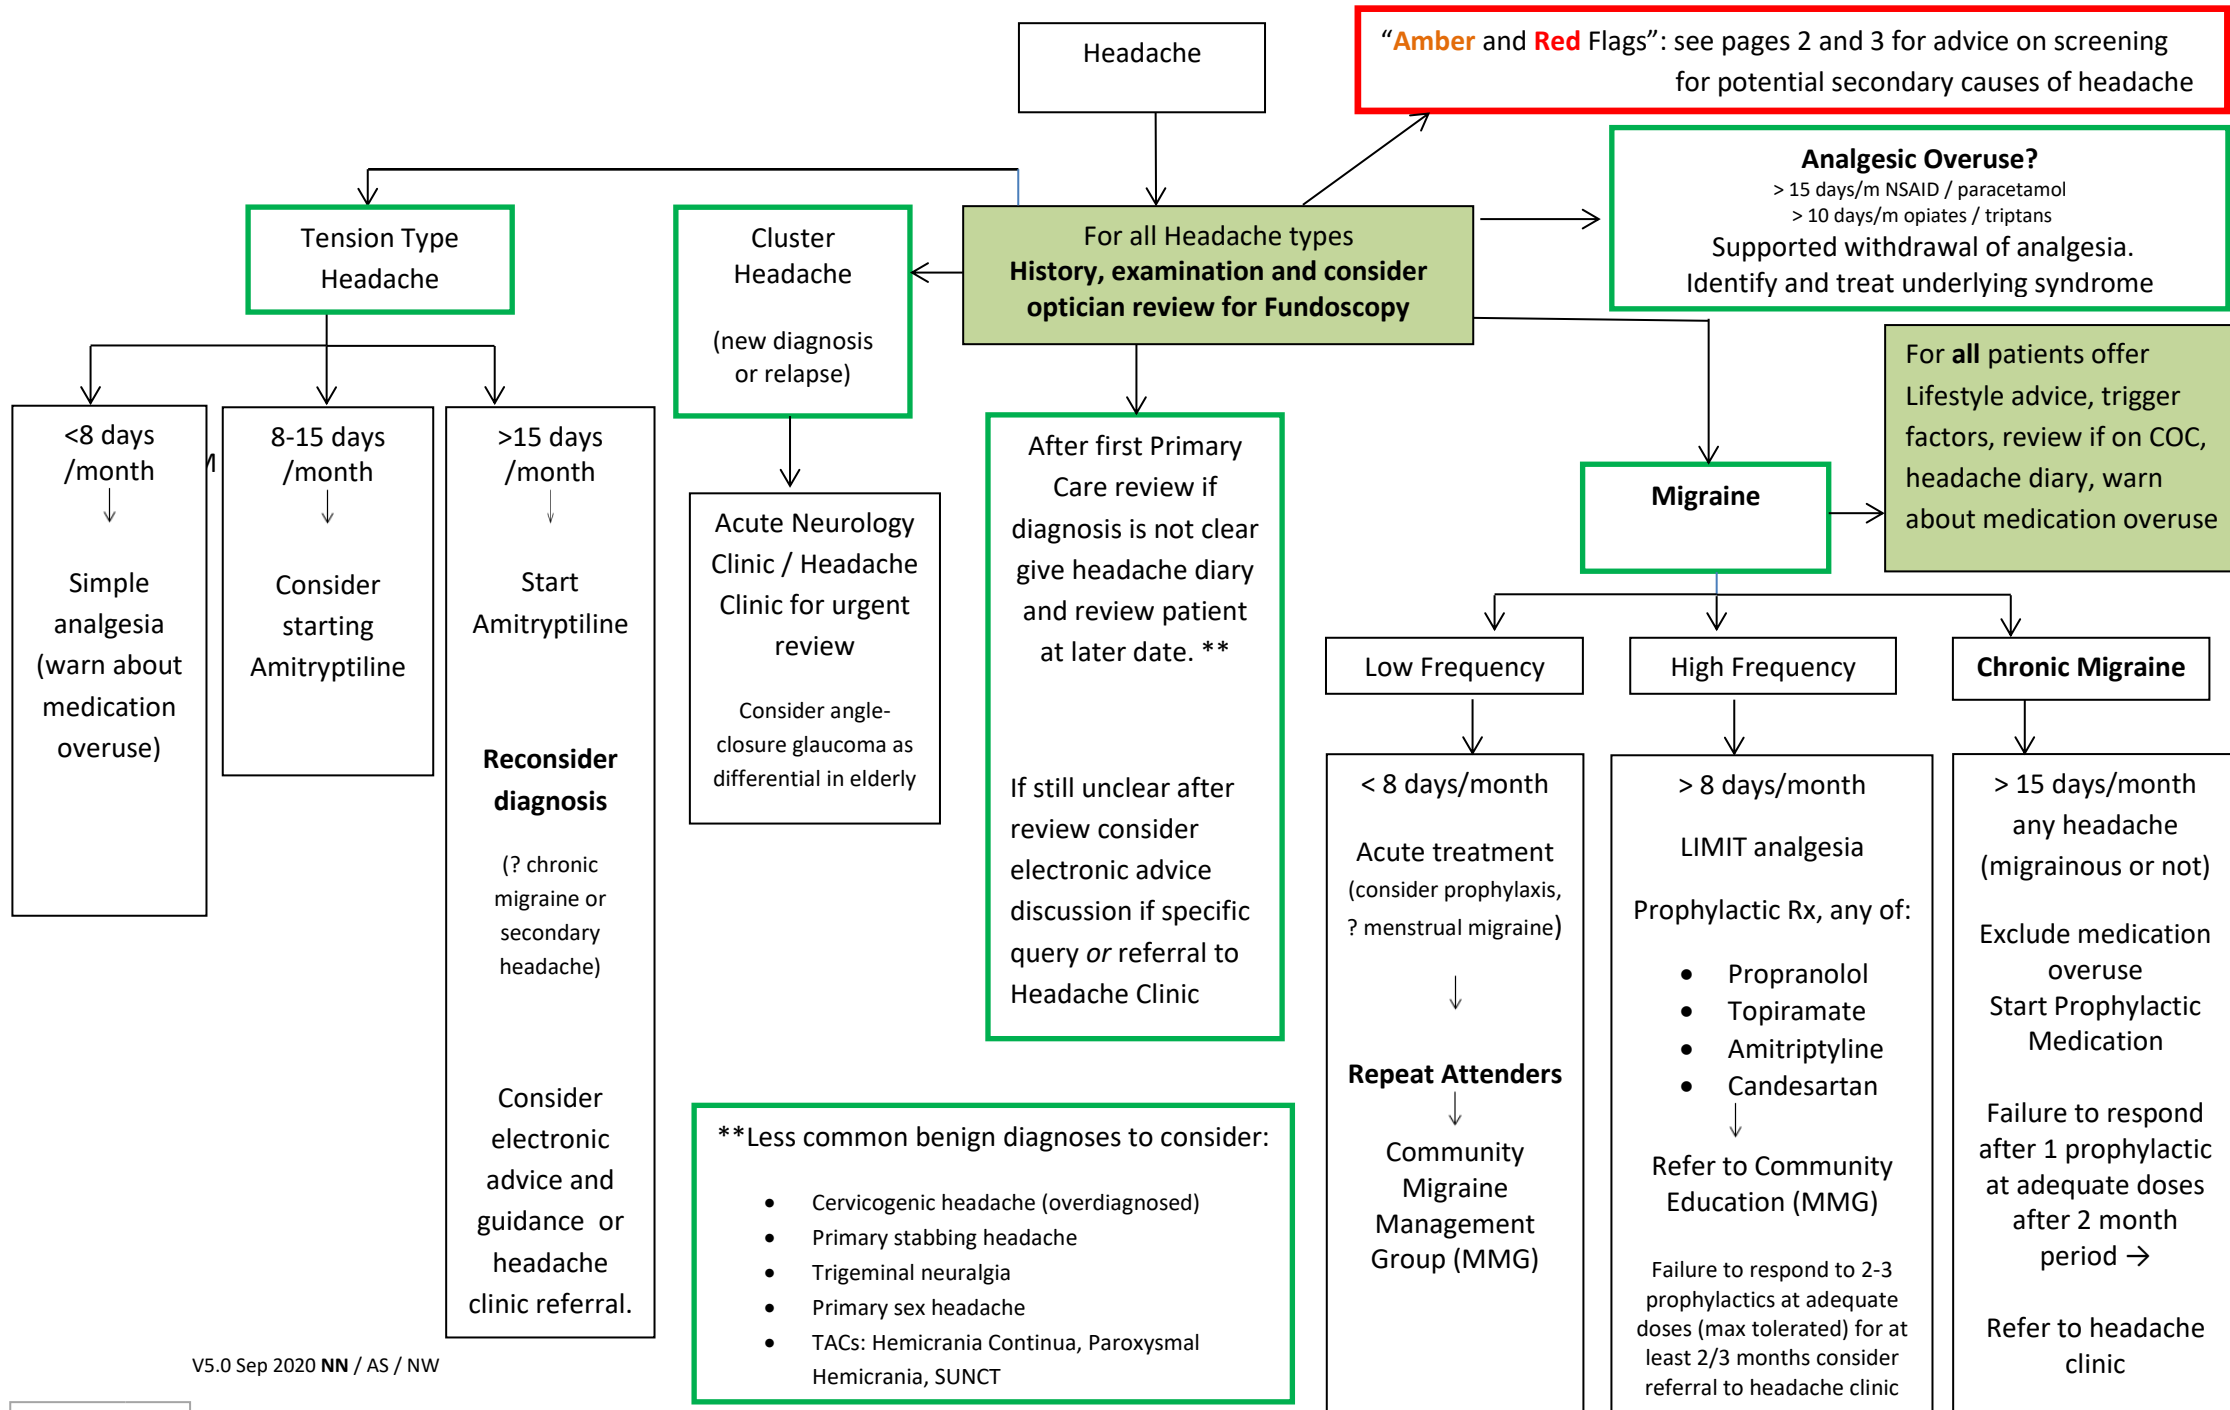 Headache
“Amber and Red Flags”: see pages 2 and 3 for advice on screening
for potential secondary causes of headache
Analgesic Overuse?
> 15 days/m NSAID / paracetamol
> 10 days/m opiates / triptans
Supported withdrawal of analgesia.
Identify and treat underlying syndrome
For all Headache types
History, examination and consider
optician review for Fundoscopy
Tension Type
Headache
<8 days
/month
Simple
analgesia
(warn about
medication
overuse)
8-15 days
/month
Consider
starting
Amitryptiline
>15 days
/month
Start
Amitryptiline
Reconsider
diagnosis
(? chronic
migraine or
secondary
headache)
Consider
electronic
advice and
guidance or
headache
clinic referral.
Cluster
Headache
(new diagnosis
or relapse)
Acute Neurology
Clinic / Headache
Clinic for urgent
review
Consider angle-
closure glaucoma as
differential in elderly
After first Primary
Care review if
diagnosis is not clear
give headache diary
and review patient
at later date. **
If still unclear after
review consider
electronic advice
discussion if specific
query or referral to
Headache Clinic
**Less common benign diagnoses to consider:
• Cervicogenic headache (overdiagnosed)
• Primary stabbing headache
• Trigeminal neuralgia
• Primary sex headache
• TACs: Hemicrania Continua, Paroxysmal
Hemicrania, SUNCT
Migraine
For all patients offer
Lifestyle advice, trigger
factors, review if on COC,
headache diary, warn
about medication overuse
Low Frequency
< 8 days/month
Acute treatment
(consider prophylaxis,
? menstrual migraine)
Repeat Attenders
Community
Migraine
Management
Group (MMG)
High Frequency
> 8 days/month
LIMIT analgesia
Prophylactic Rx, any of:
• Propranolol
• Topiramate
• Amitriptyline
• Candesartan
Refer to Community
Education (MMG)
Failure to respond to 2-3
prophylactics at adequate
doses (max tolerated) for at
least 2/3 months consider
referral to headache clinic
Chronic Migraine
> 15 days/month
any headache
(migrainous or not)
Exclude medication
overuse
Start Prophylactic
Medication
Failure to respond
after 1 prophylactic
at adequate doses
after 2 month
period →
Refer to headache
clinic
V5.0 Sep 2020 NN / AS / NW